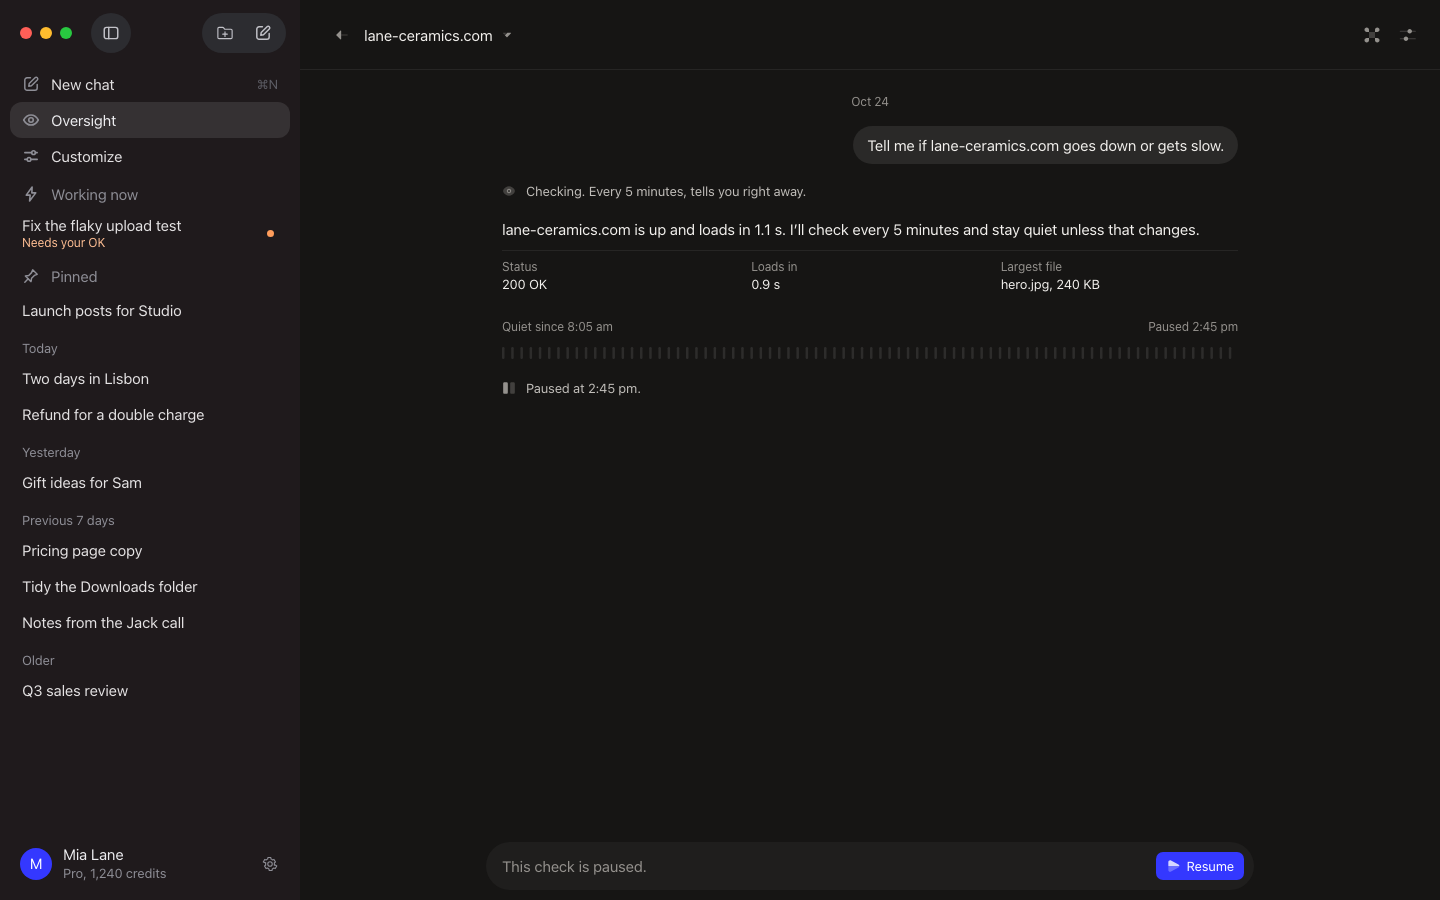 New chat
⌘N
Oversight
Customize
Working now
Fix the flaky upload test
Needs your OK
Pinned
Launch posts for Studio
Today
Two days in Lisbon
Refund for a double charge
Yesterday
Gift ideas for Sam
Previous 7 days
Pricing page copy
Tidy the Downloads folder
Notes from the Jack call
Older
Q3 sales review
M
Mia Lane
Pro, 1,240 credits
lane-ceramics.com
Oct 24
Tell me if lane-ceramics.com goes down or gets slow.
Checking. Every 5 minutes, tells you right away.
lane-ceramics.com is up and loads in 1.1 s. I’ll check every 5 minutes and stay quiet unless that changes.
Status
Loads in
Largest file
200 OK
0.9 s
hero.jpg, 240 KB
Quiet since 8:05 am
Paused 2:45 pm
Paused at 2:45 pm.
This check is paused.
Resume